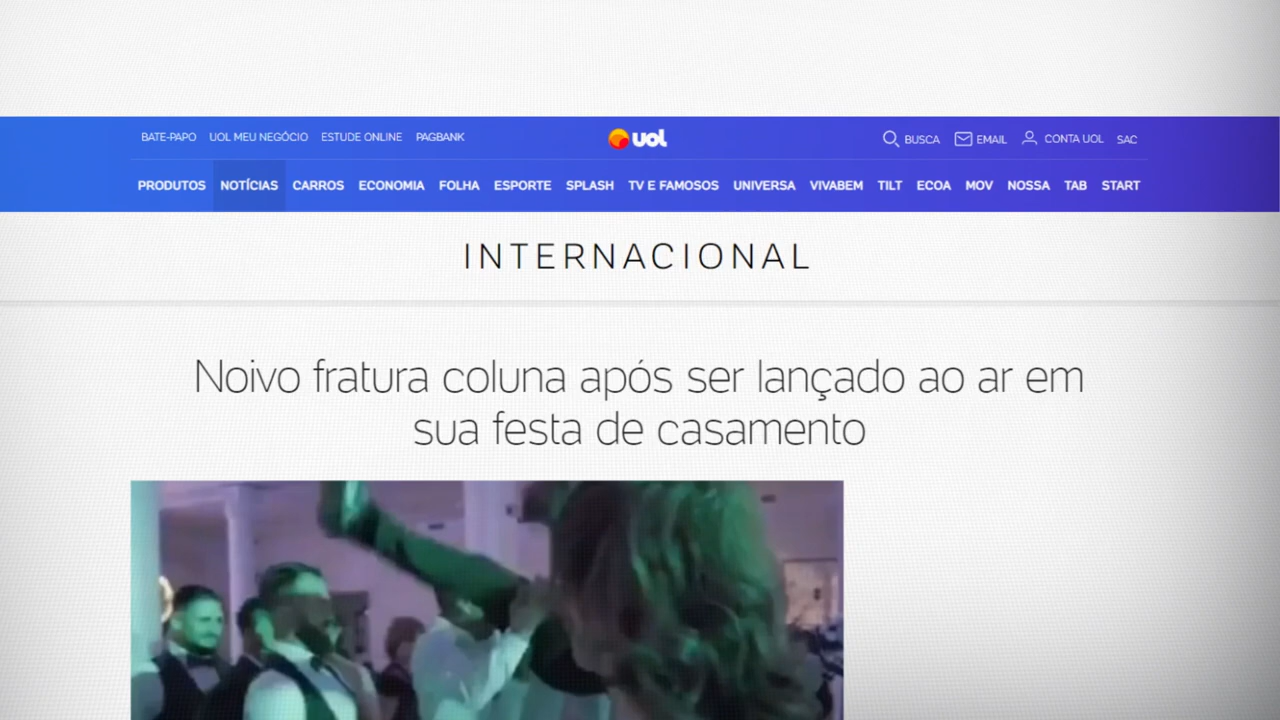 BATE-PAPO UOL MEU NEGÓCIO ESTUDE ONLINE PAGBANK uol BUSCA EMAIL CONTA UOL SAC
PRODUTOS NOTÍCIAS CARROS ECONOMIA FOLHA ESPORTE SPLASH TV E FAMOSOS UNIVERSA VIVABEM TILT ECOA MOV NOSSA TAB START
INTERNACIONAL
Noivo fratura coluna após ser lançado ao ar em
sua festa de casamento